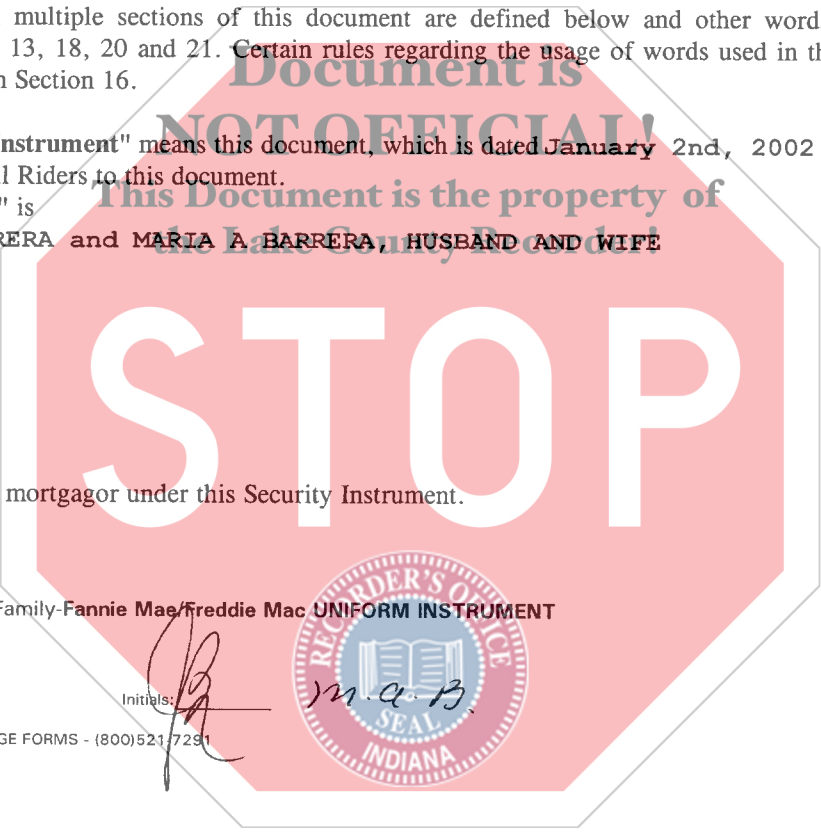 multiple sections of this document are defined below and other word
13, 18, 20 and 21. Certain rules regarding the usage of words used in th
n Section 16.
Document is
NOT OFFICIAL!
This Document is the property of
the Lake County Recorder!
nstrument" means this document, which is dated January 2nd, 2002
l Riders to this document.
" is
RERA and MARIA A BARRERA, HUSBAND AND WIFE
STOP
mortgagor under this Security Instrument.
Family-Fannie Mae/Freddie Mac UNIFORM INSTRUMENT
RECORDER'S OFFICE
SEAL
INDIANA
Initials:
M.A.B.
GE FORMS - (800)521-7291